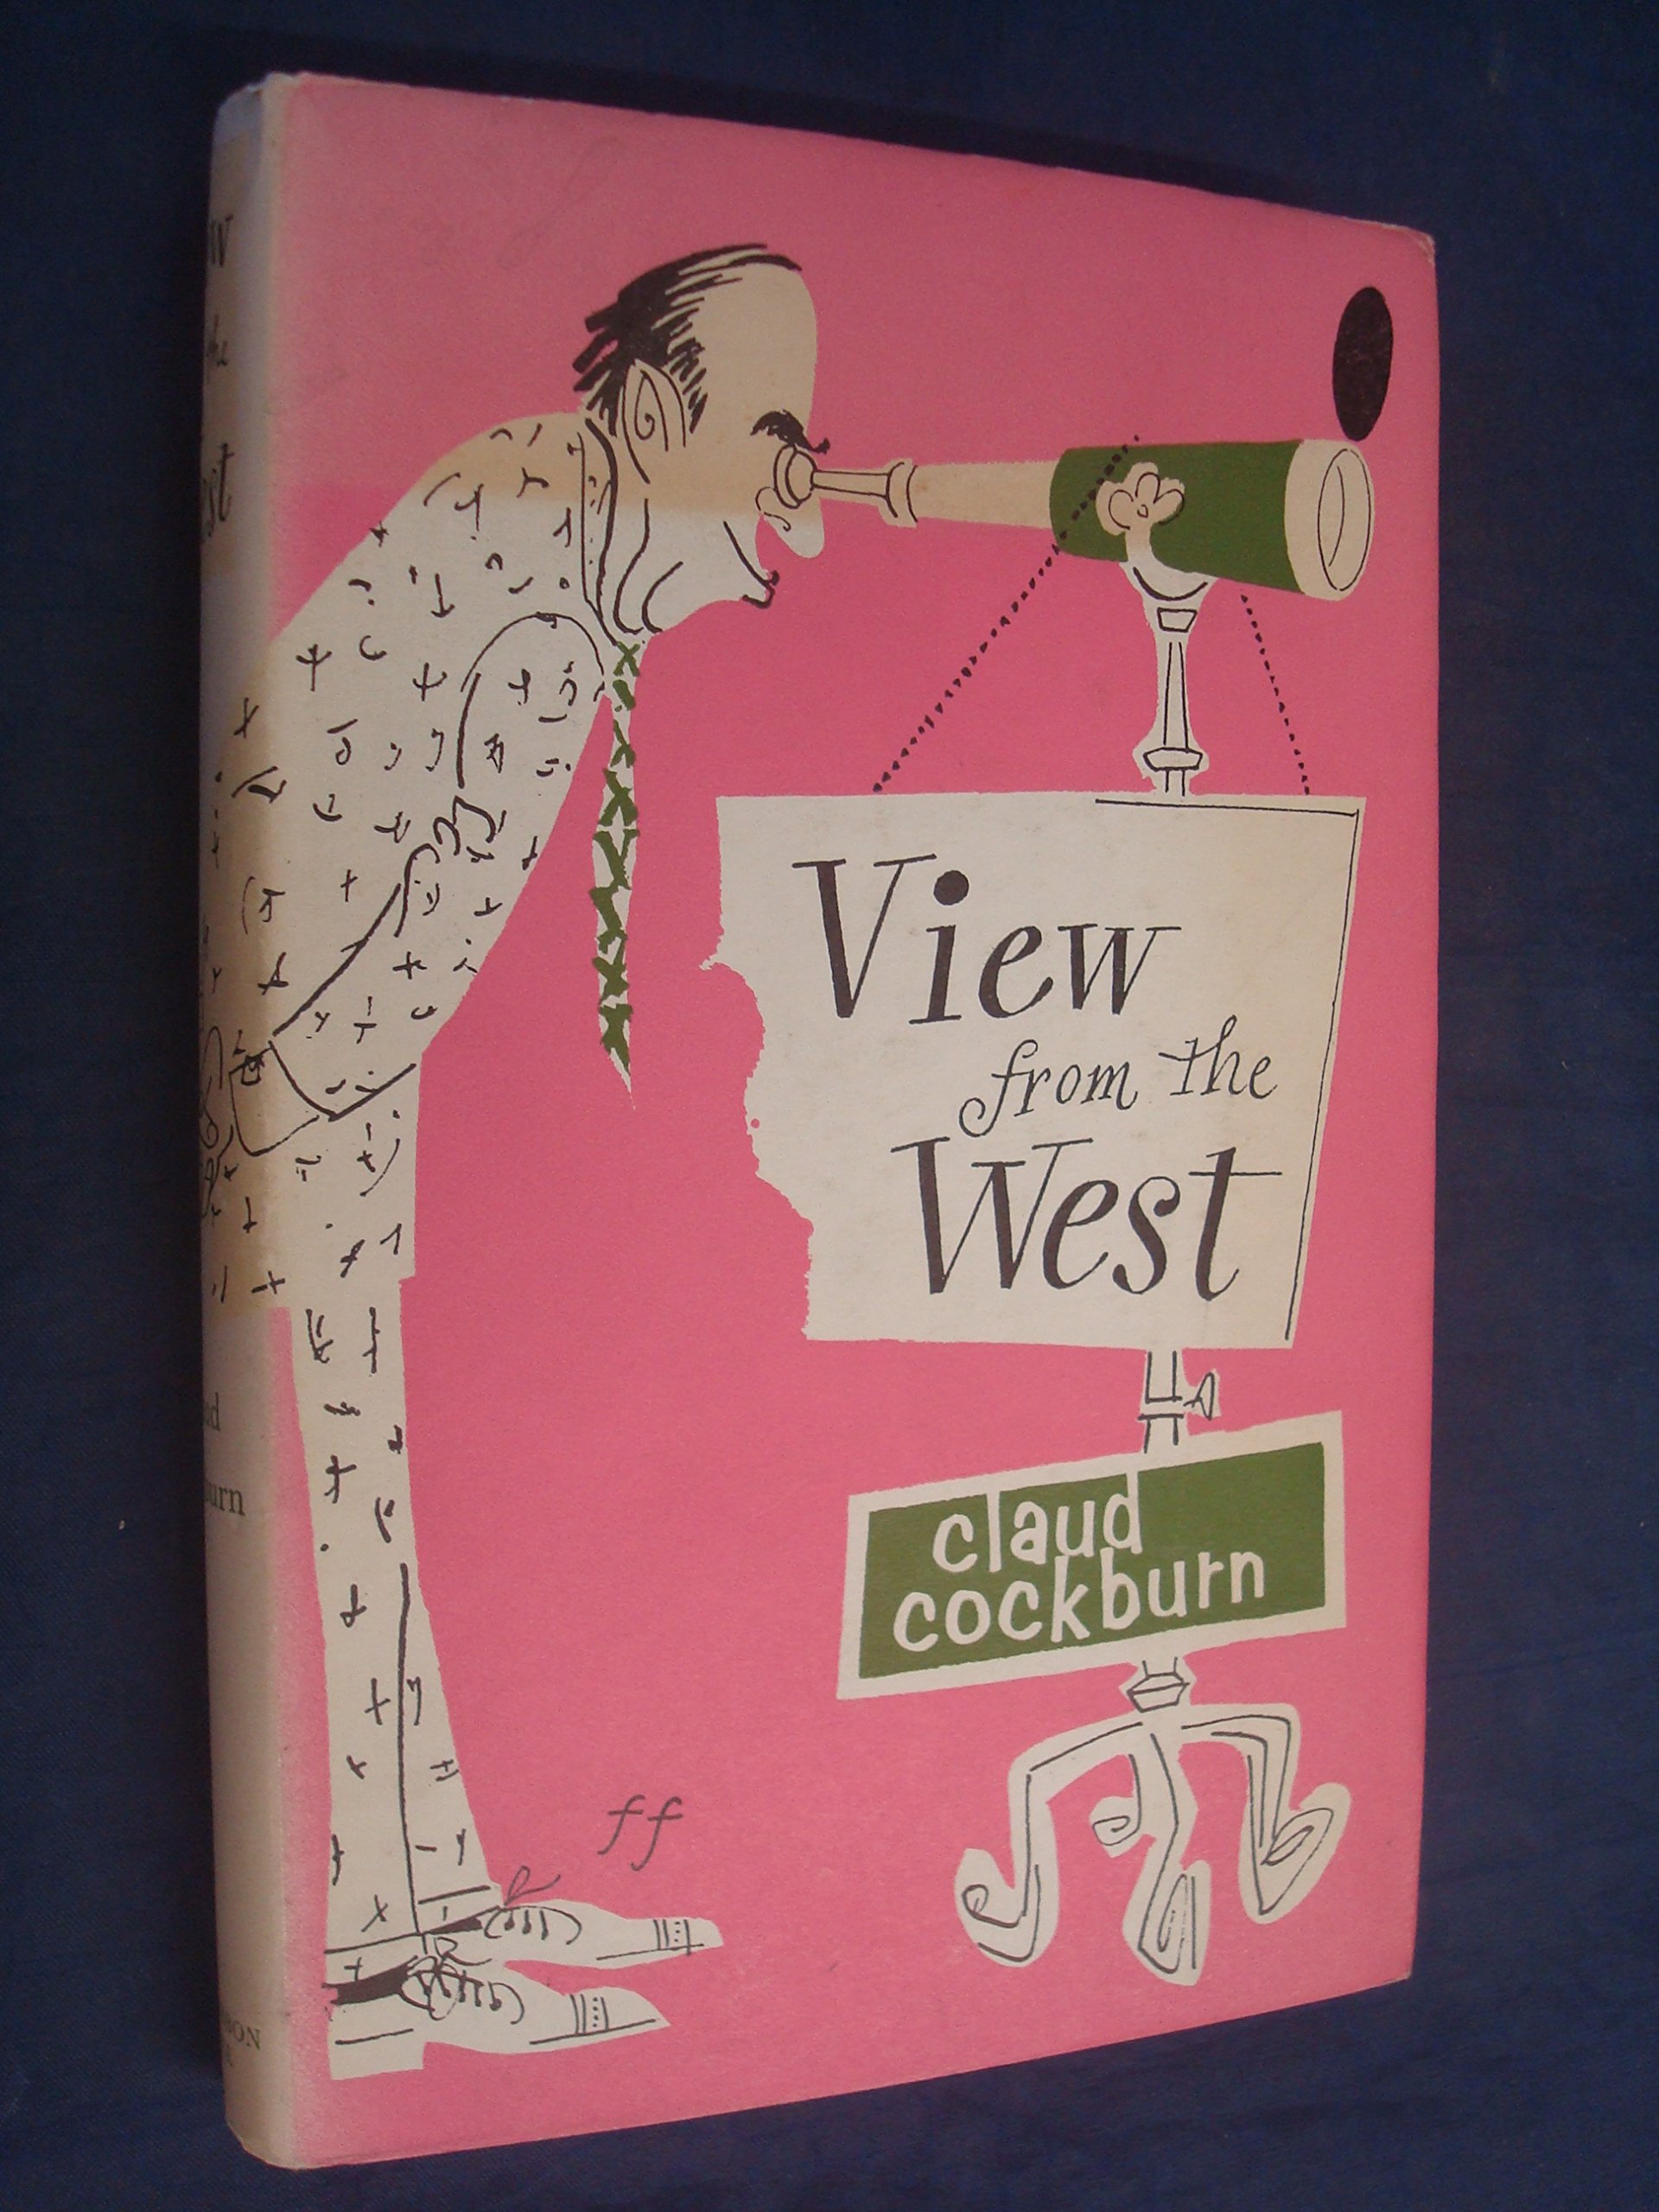 View
from the
West
claud
cockburn
ff